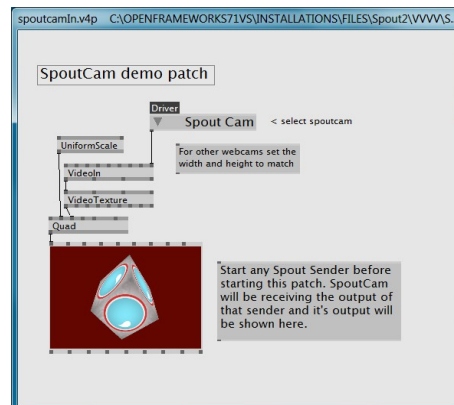 spoutcamIn.v4p C:\OPENFRAMEWORKS71VS\INSTALLATIONS\FILES\Spout2\VVVV\S...
SpoutCam demo patch
Driver
Spout Cam
< select spoutcam
UniformScale
For other webcams set the
width and height to match
VideoIn
VideoTexture
Quad
Start any Spout Sender before
starting this patch. SpoutCam
will be receiving the output of
that sender and it's output will
be shown here.